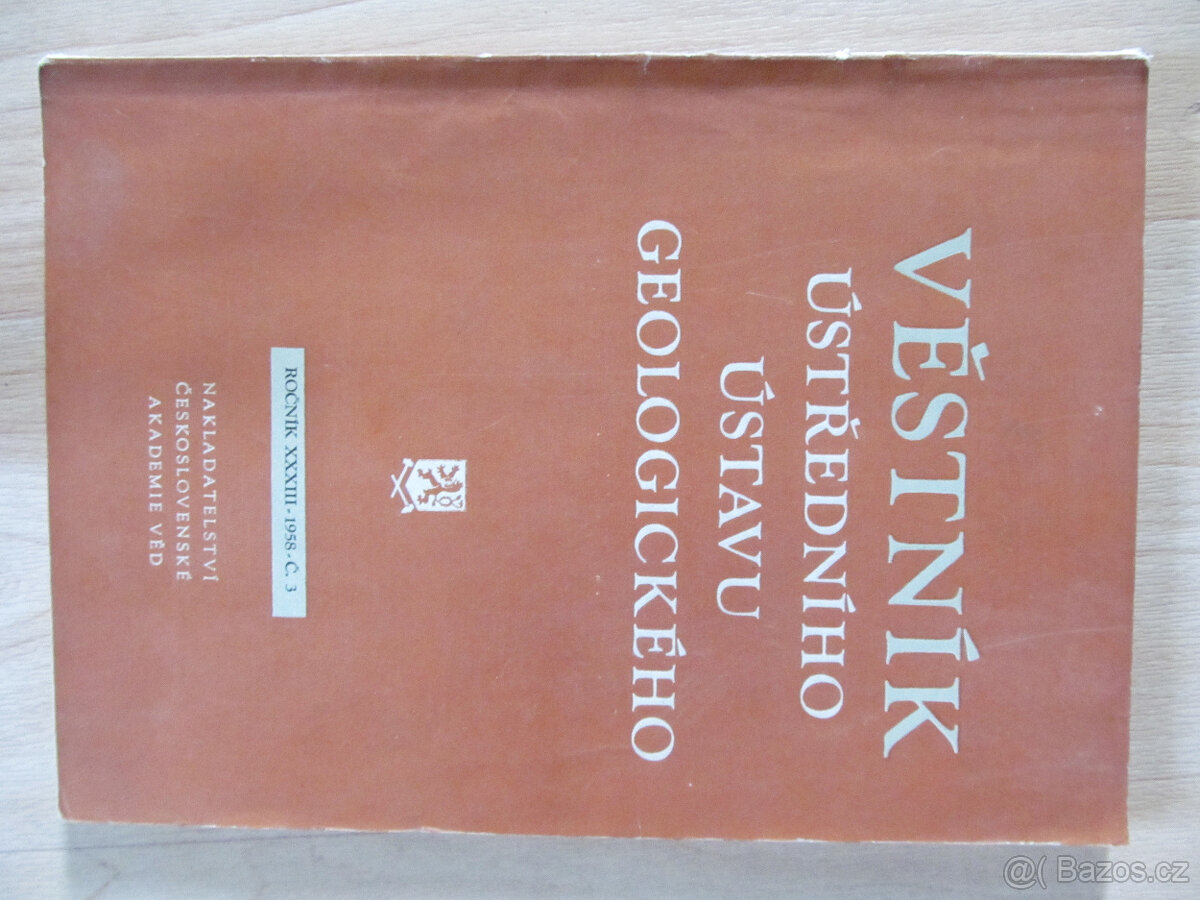 VĚSTNÍK
ÚSTŘEDNÍHO
ÚSTAVU
GEOLOGICKÉHO
ROČNÍK XXXIII - 1958 - Č. 3
NAKLADATELSTVÍ
ČESKOSLOVENSKÉ
AKADEMIE VĚD
@( Bazos.cz